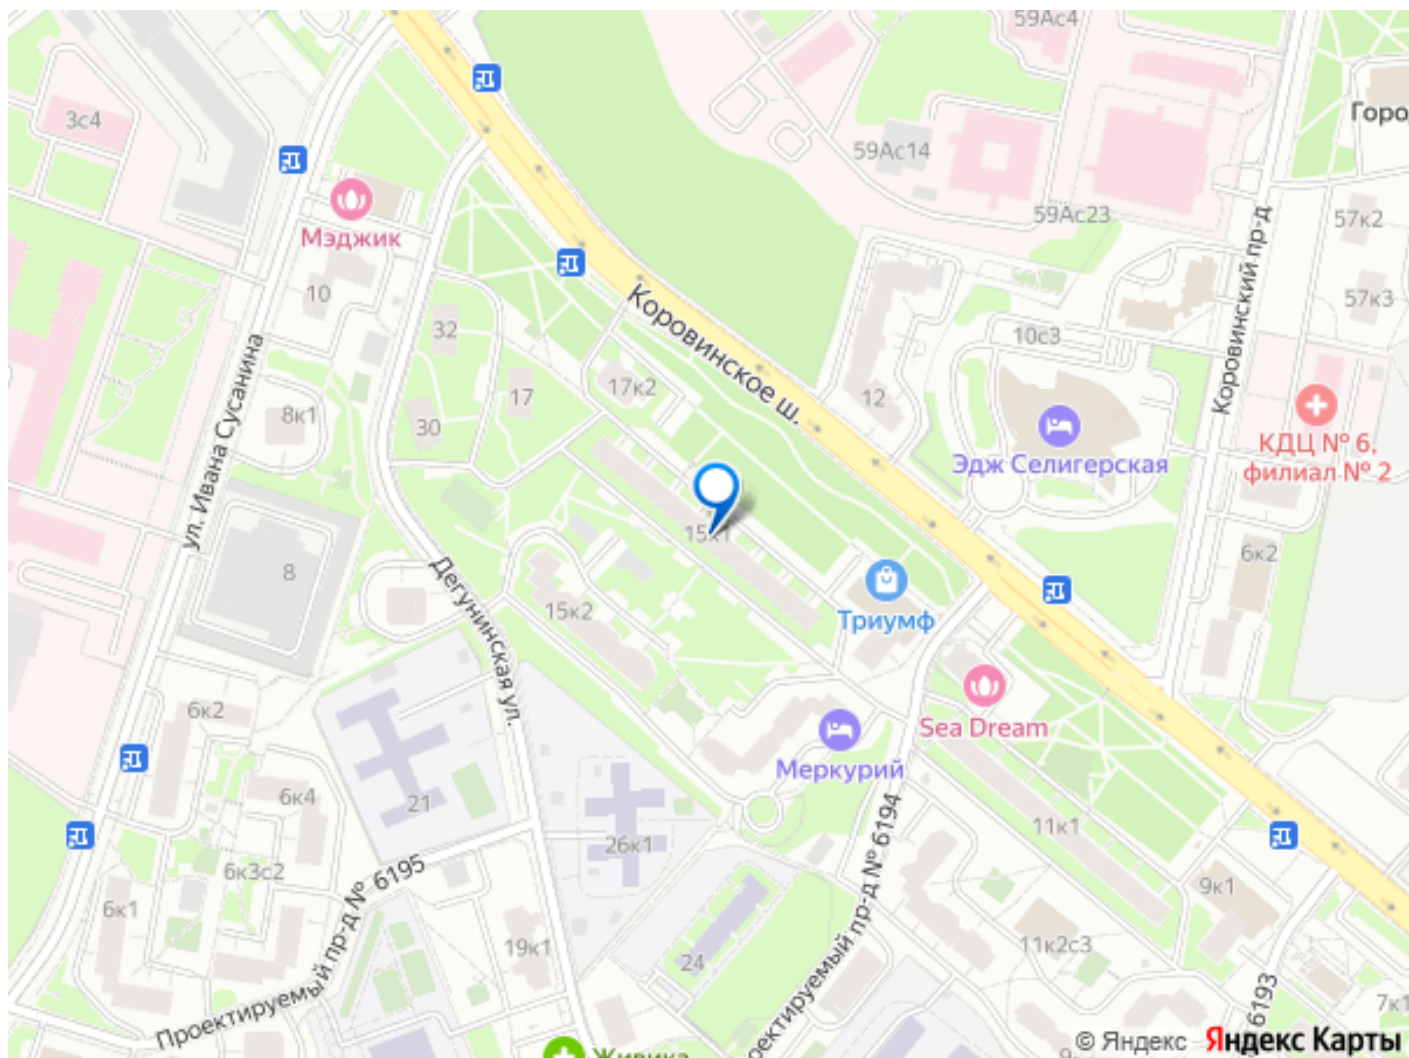 59Ас4
3с4
Горо
59Ас14
59Ас23
57к2
Мэджик
Коровинский пр-д
10
57к3
Коровинское ш.
32
10с3
ул. Ивана Сусанина
17к2
17
12
8к1
30
КДЦ № 6,
филиал № 2
Эдж Селигерская
15к1
6к2
8
Дегунинская ул.
15к2
Триумф
6к2
Sea Dream
Меркурий
6к4
21
26к1
11к1
Проектируемый пр-д № 6195
6к3с2
9к1
6к1
19к1
24
роектируемый пр-д № 6194
11к2с3
6193
7к1
Живика
© Яндекс Яндекс Карты